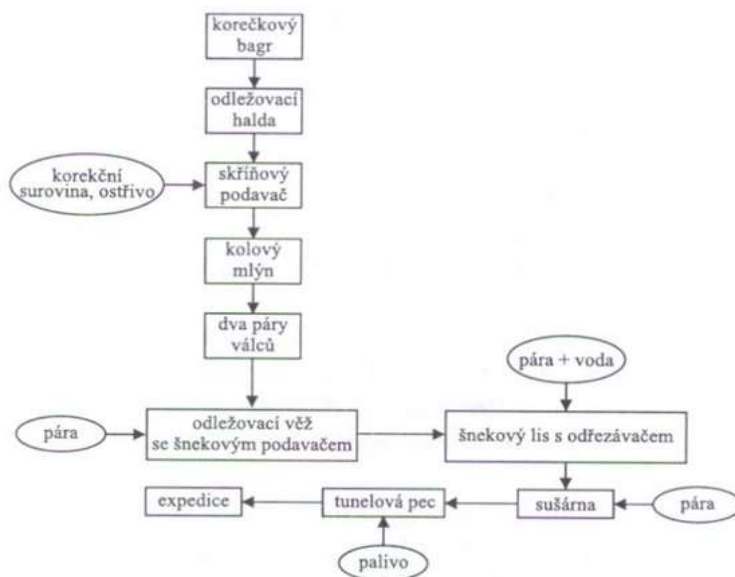 korečkový
bagr
odležovací
halda
korekční
surovina, ostřivo
skříňový
podavač
kolový
mlýn
dva páry
válců
pára + voda
pára
odležovací věž
se šnekovým podavačem
šnekový lis s odřezávačem
expedice
tunelová pec
sušárna
pára
palivo